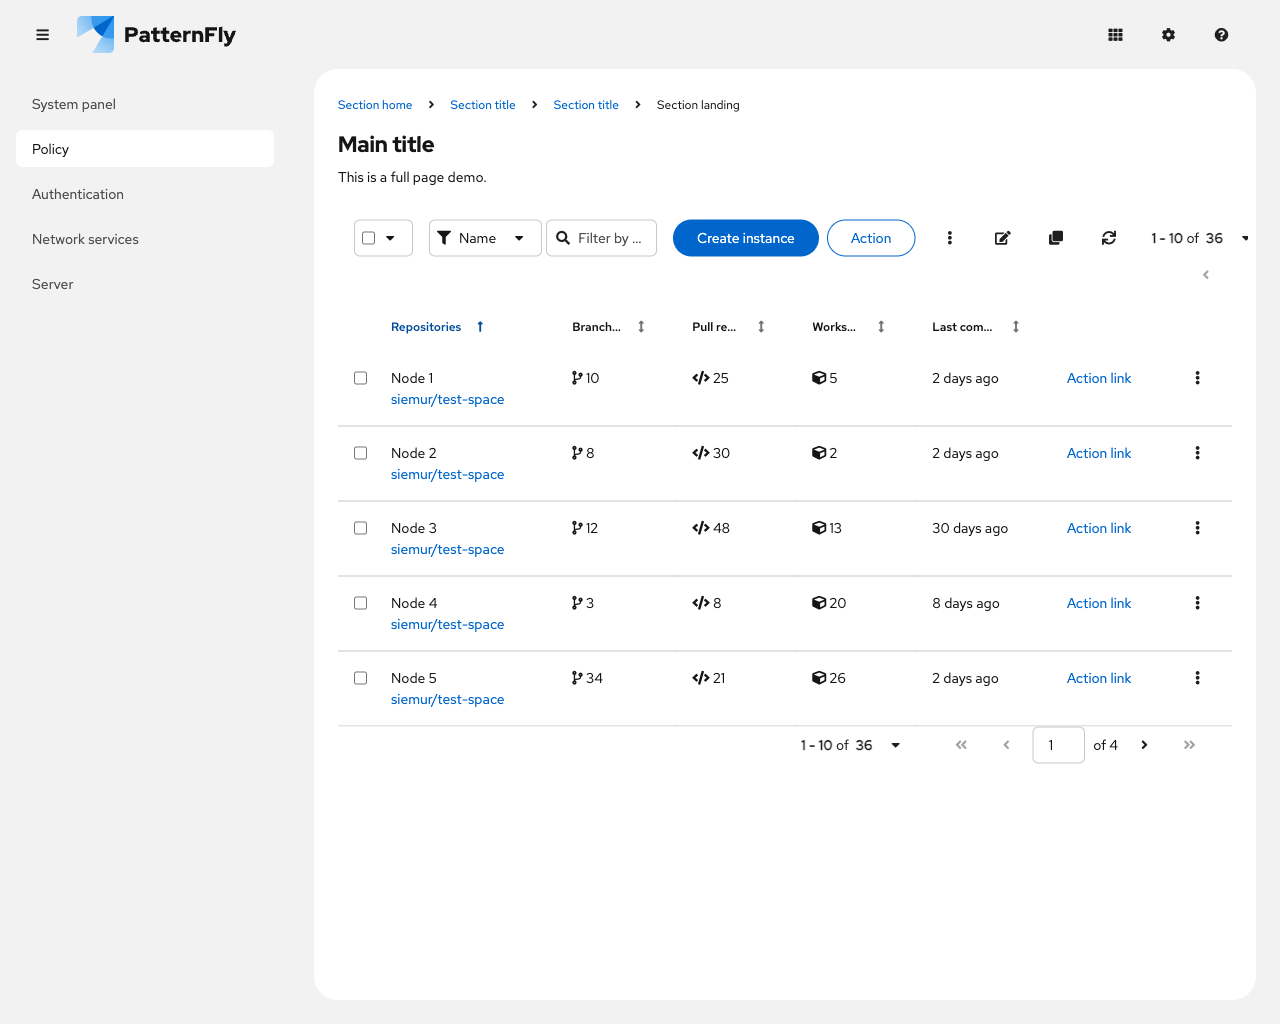 PatternFly
System panel
Policy
Authentication
Network services
Server
Section home Section title Section title Section landing
Main title
This is a full page demo.
Name Filter by ... Create instance Action 1 - 10 of 36
Repositories Branch... Pull re... Works... Last com...
Node 1 10 25 5 2 days ago Action link
siemur/test-space
Node 2 8 30 2 2 days ago Action link
siemur/test-space
Node 3 12 48 13 30 days ago Action link
siemur/test-space
Node 4 3 8 20 8 days ago Action link
siemur/test-space
Node 5 34 21 26 2 days ago Action link
siemur/test-space
1 - 10 of 36 1 of 4